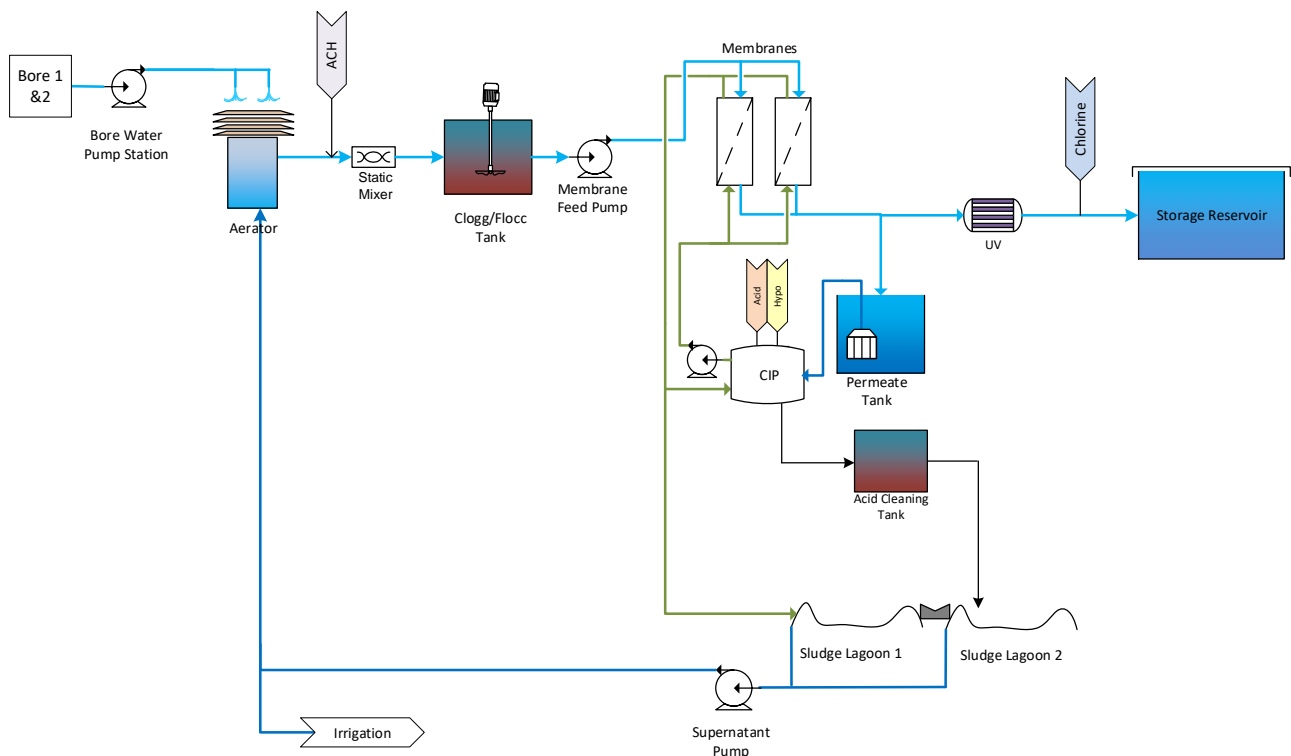 Bore 1
&2
Bore Water
Pump Station
Aerator
ACH
Static
Mixer
Clogg/Flocc
Tank
Membrane
Feed Pump
Membranes
UV
Chlorine
Storage Reservoir
Acid
Hypo
CIP
Permeate
Tank
Acid Cleaning
Tank
Sludge Lagoon 1
Sludge Lagoon 2
Supernatant
Pump
Irrigation